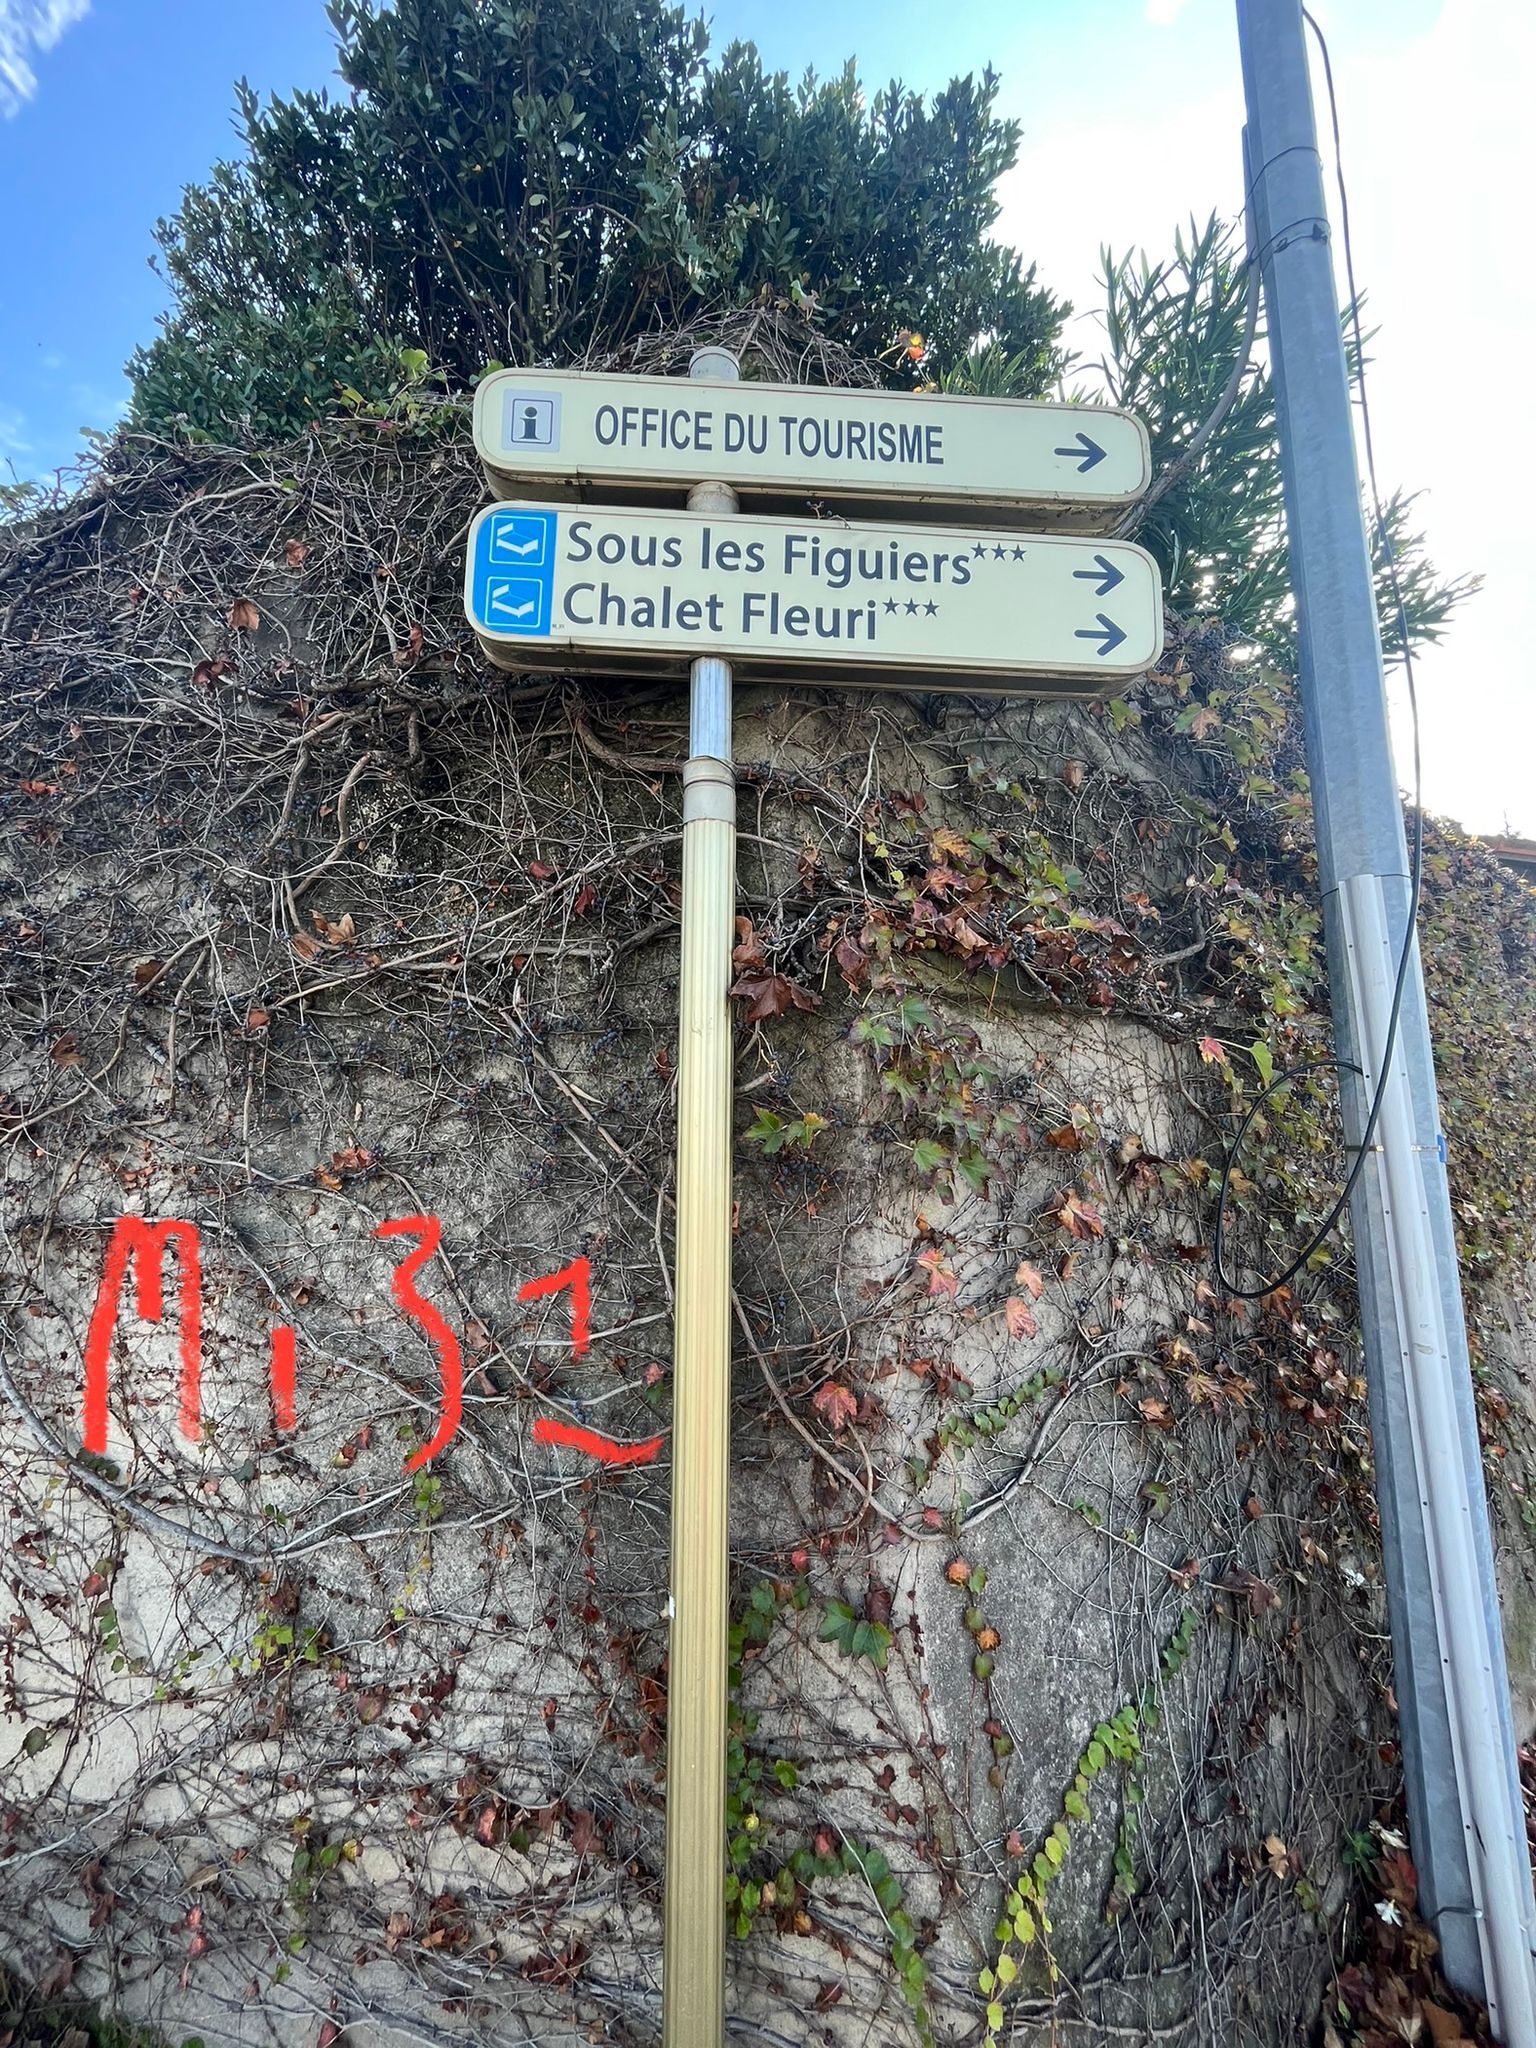 i OFFICE DU TOURISME →
Sous les Figuiers*** →
Chalet Fleuri*** →